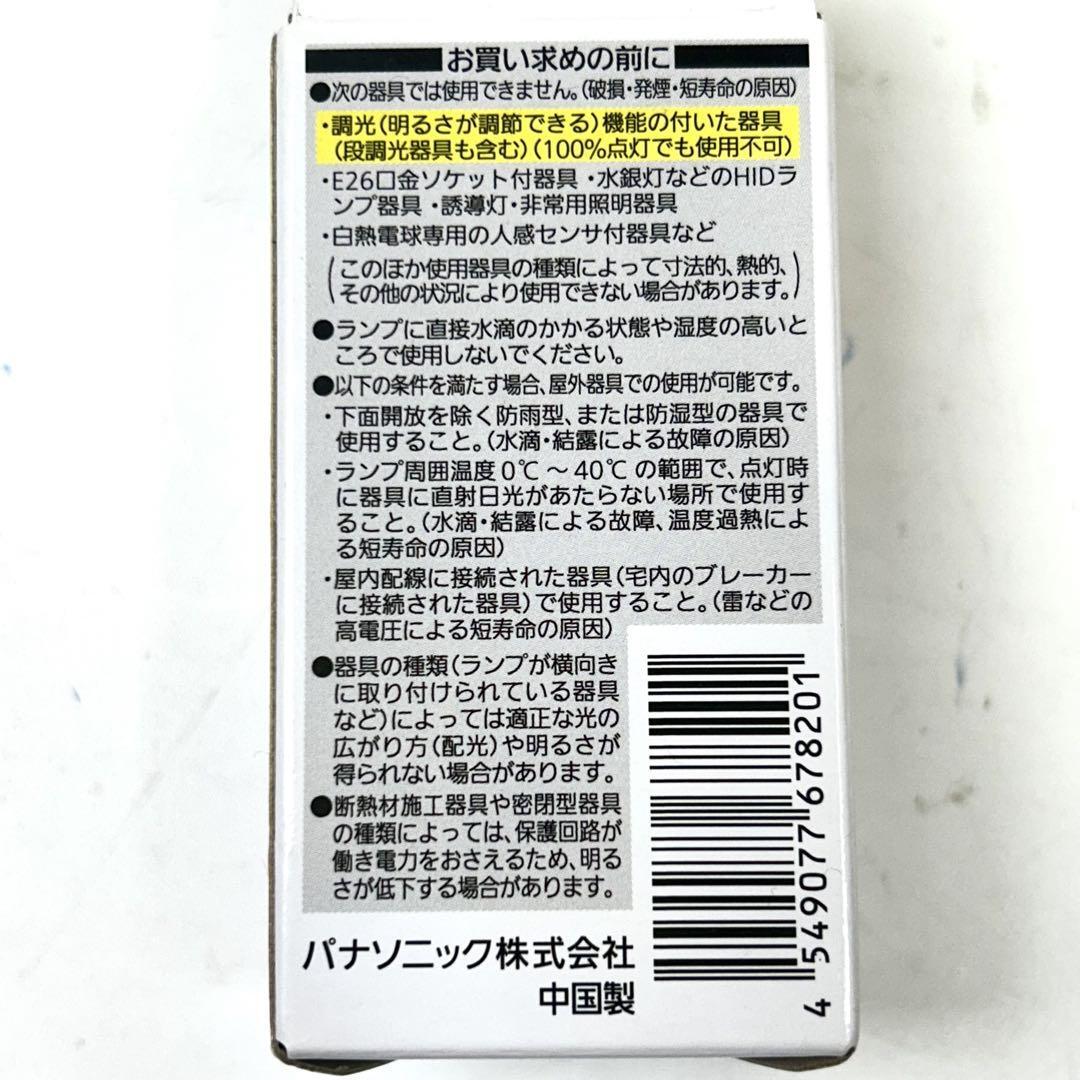 お買い求めの前に
●次の器具では使用できません。(破損・発煙・短寿命の原因)
・調光(明るさが調節できる)機能の付いた器具
(段調光器具も含む)(100%点灯でも使用不可)
・E26口金ソケット付器具・水銀灯などのHIDラ
ンプ器具・誘導灯・非常用照明器具
・白熱電球専用の人感センサ付器具など
(このほか使用器具の種類によって寸法的、熱的、
その他の状況により使用できない場合があります。)
●ランプに直接水滴のかかる状態や湿度の高いと
ころで使用しないでください。
●以下の条件を満たす場合、屋外器具での使用が可能です。
・下面開放を除く防雨型、または防湿型の器具で
使用すること。(水滴・結露による故障の原因)
・ランプ周囲温度0℃~40℃の範囲で、点灯時
に器具に直射日光があたらない場所で使用す
ること。(水滴・結露による故障、温度過熱によ
る短寿命の原因)
・屋内配線に接続された器具(宅内のブレーカー
に接続された器具)で使用すること。(雷などの
高電圧による短寿命の原因)
●器具の種類(ランプが横向き
に取り付けられている器具
など)によっては適正な光の
広がり方(配光)や明るさが
得られない場合があります。
●断熱材施工器具や密閉型器具
の種類によっては、保護回路が
働き電力をおさえるため、明る
さが低下する場合があります。
パナソニック株式会社
中国製
4 549077 678201